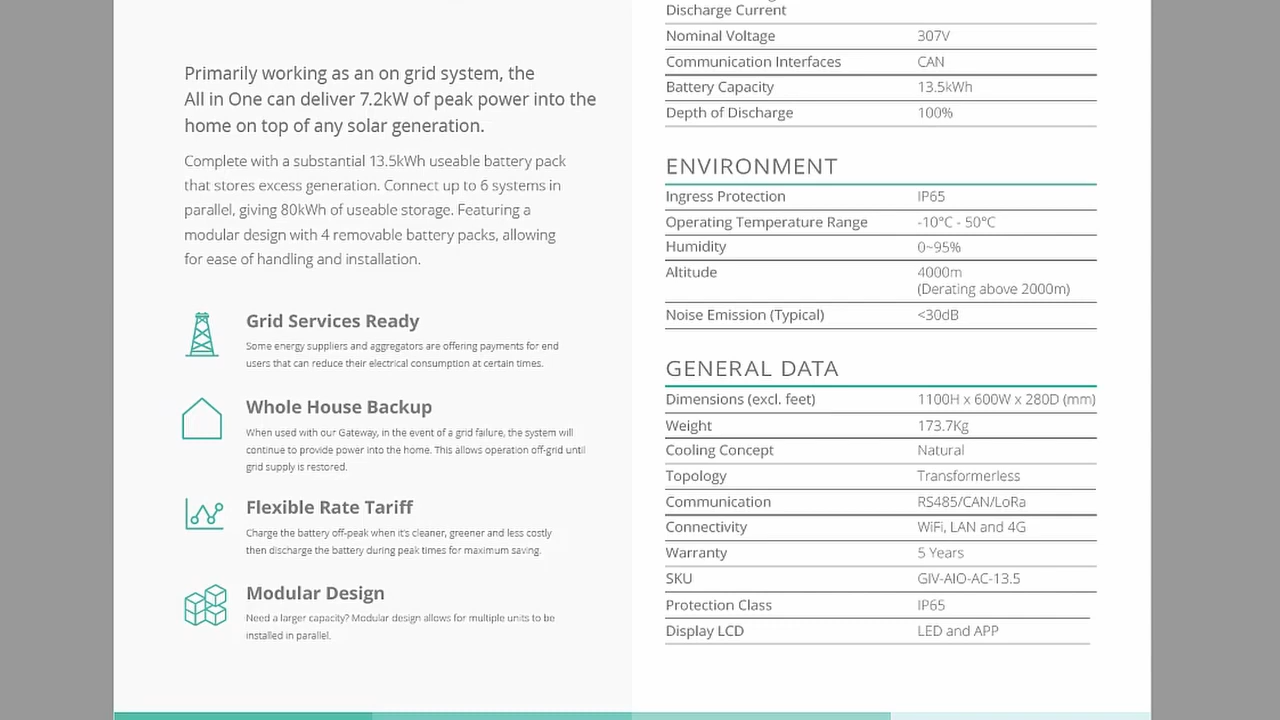 Primarily working as an on grid system, the
All in One can deliver 7.2kW of peak power into the
home on top of any solar generation.
Complete with a substantial 13.5kWh useable battery pack
that stores excess generation. Connect up to 6 systems in
parallel, giving 80kWh of useable storage. Featuring a
modular design with 4 removable battery packs, allowing
for ease of handling and installation.
Grid Services Ready
Some energy suppliers and aggregators are offering payments for end
users that can reduce their electrical consumption at certain times.
Whole House Backup
When used with our Gateway, in the event of a grid failure, the system will
continue to provide power into the home. This allows operation off-grid until
grid supply is restored.
Flexible Rate Tariff
Charge the battery off-peak when it's cleaner, greener and less costly
then discharge the battery during peak times for maximum saving.
Modular Design
Need a larger capacity? Modular design allows for multiple units to be
installed in parallel.
Discharge Current
Nominal Voltage 307V
Communication Interfaces CAN
Battery Capacity 13.5kWh
Depth of Discharge 100%
ENVIRONMENT
Ingress Protection IP65
Operating Temperature Range -10°C - 50°C
Humidity 0~95%
Altitude 4000m
(Derating above 2000m)
Noise Emission (Typical) <30dB
GENERAL DATA
Dimensions (excl. feet) 1100H x 600W x 280D (mm)
Weight 173.7Kg
Cooling Concept Natural
Topology Transformerless
Communication RS485/CAN/LoRa
Connectivity WiFi, LAN and 4G
Warranty 5 Years
SKU GIV-AIO-AC-13.5
Protection Class IP65
Display LCD LED and APP